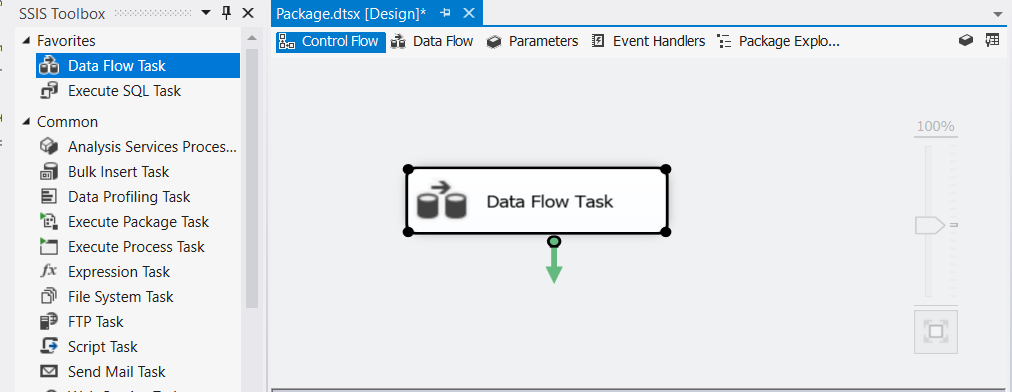 SSIS Toolbox
Favorites
Data Flow Task
Execute SQL Task
Common
Analysis Services Proces...
Bulk Insert Task
Data Profiling Task
Execute Package Task
Execute Process Task
fx Expression Task
File System Task
FTP Task
Script Task
Send Mail Task
Package.dtsx [Design]*
Control Flow
Data Flow
Parameters
Event Handlers
Package Explo...
100%
Data Flow Task